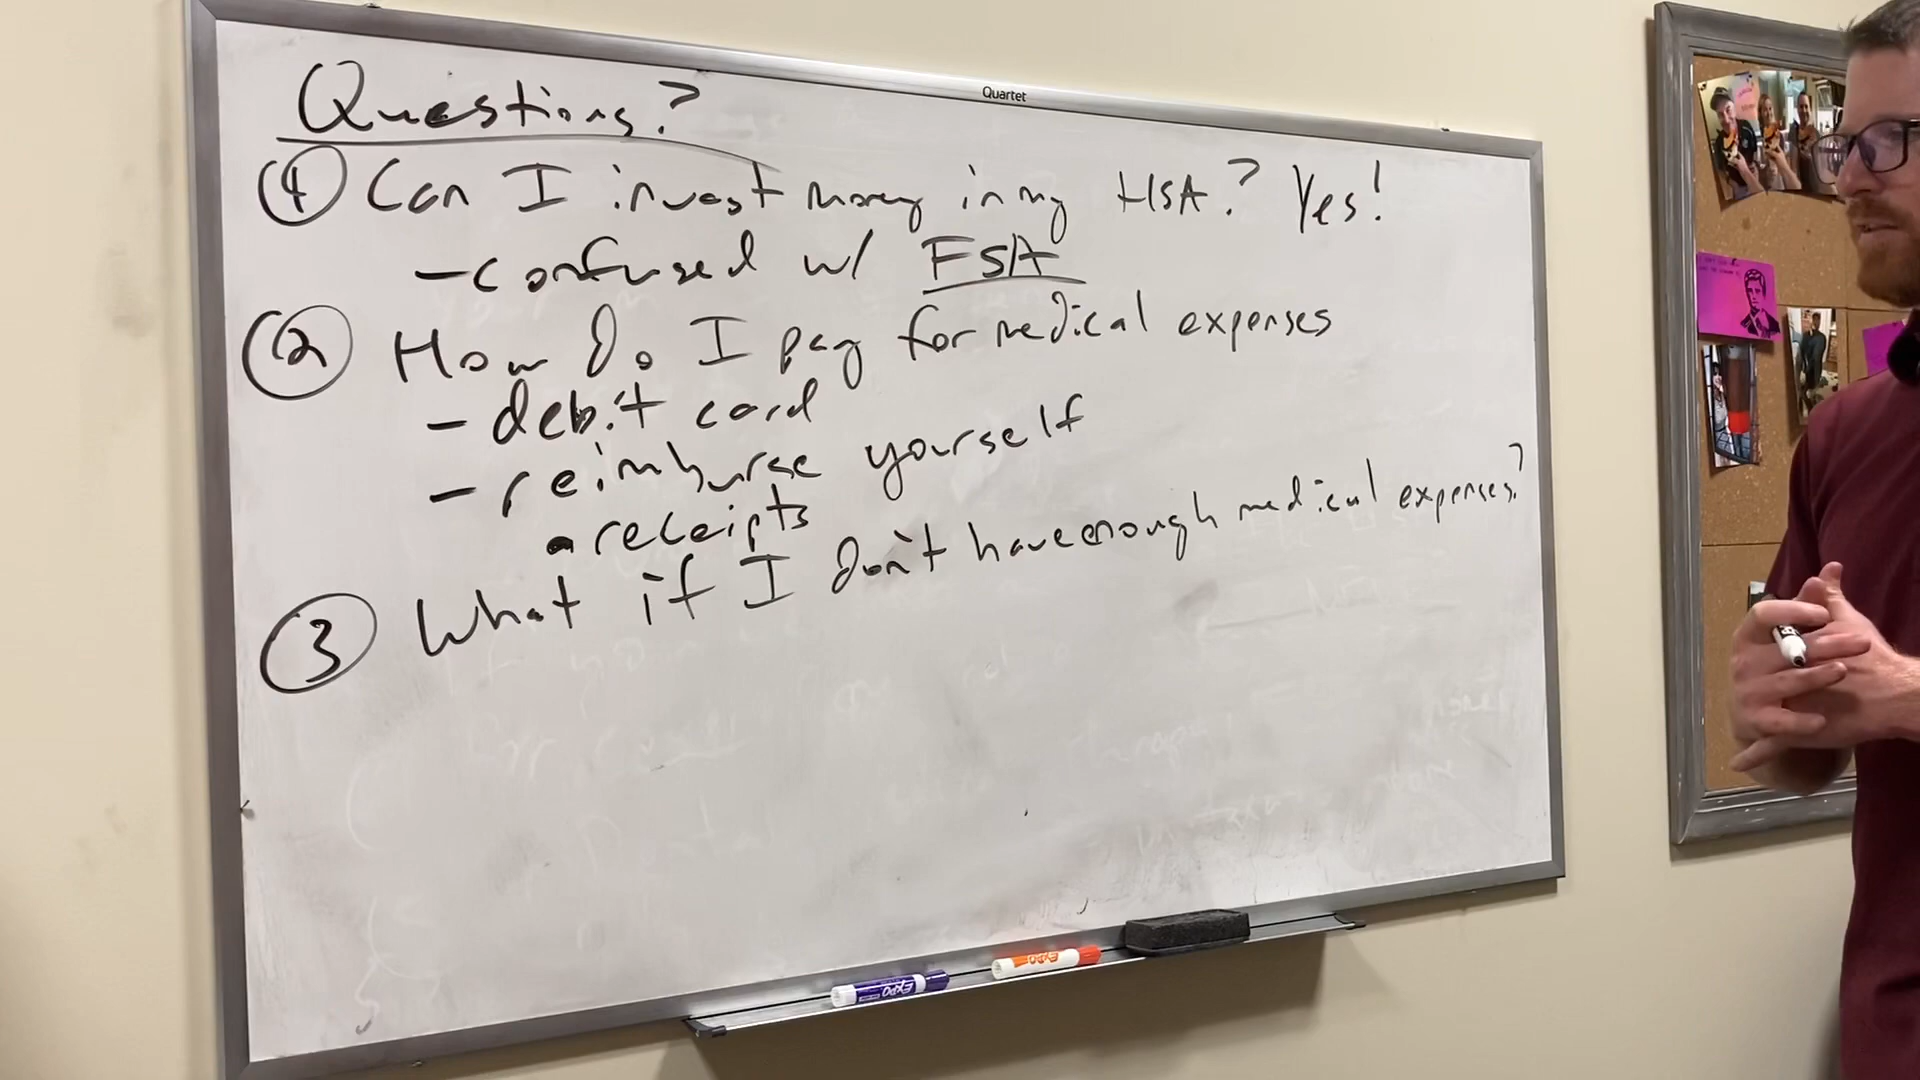 Quartet
Questions?
① Can I invest money in my HSA? Yes!
- confused w/ FSA
② How do I pay for medical expenses
- debit card
- reimburse yourself
- receipts
③ What if I don't have enough medical expenses?
EXPO
EXPO